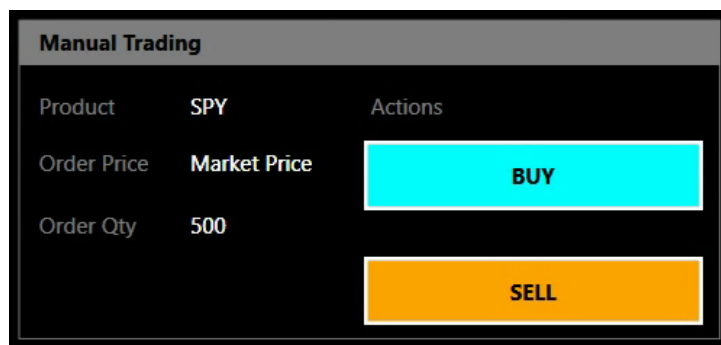 Manual Trading
Product SPY Actions
Order Price Market Price BUY
Order Qty 500
SELL